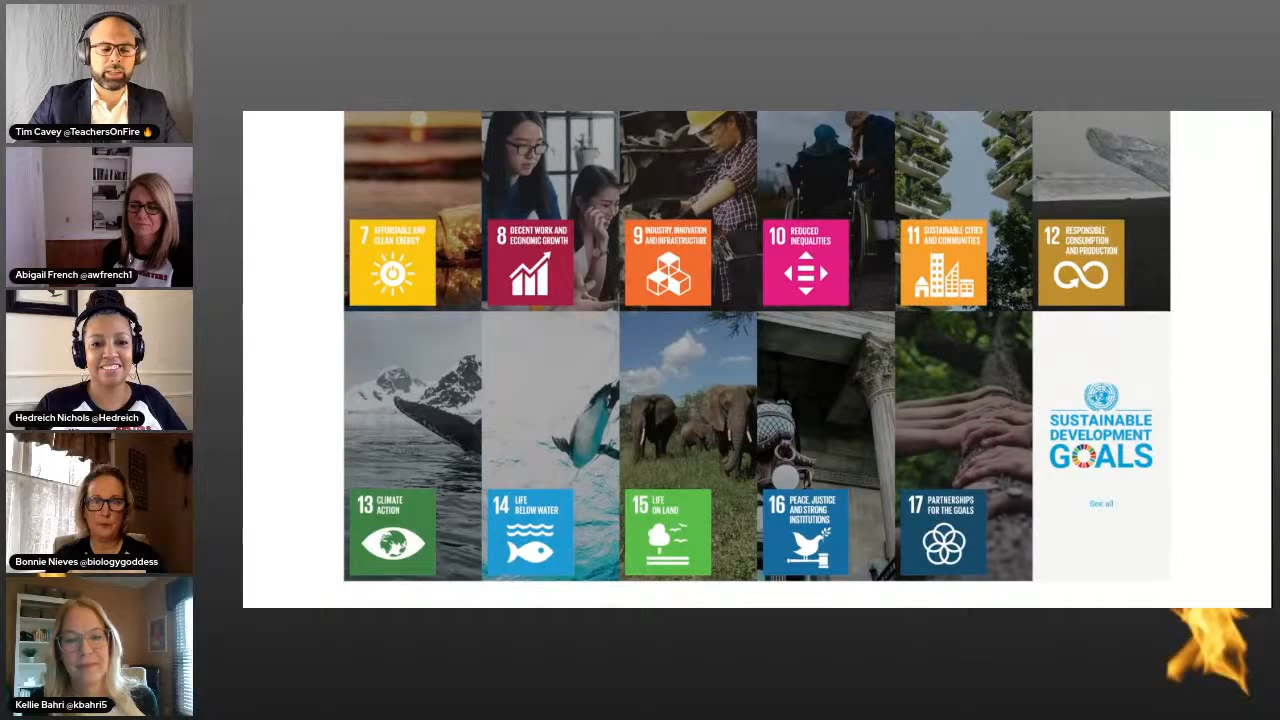 Tim Cavey @TeachersOnFire 🔥
Abigail French @awfrench1
Hedreich Nichols @Hedreich
Bonnie Nieves @biologygoddess
Kellie Bahri @kbahri5
7 AFFORDABLE AND
CLEAN ENERGY
8 DECENT WORK AND
ECONOMIC GROWTH
9 INDUSTRY, INNOVATION
AND INFRASTRUCTURE
10 REDUCED
INEQUALITIES
11 SUSTAINABLE CITIES
AND COMMUNITIES
12 RESPONSIBLE
CONSUMPTION
AND PRODUCTION
13 CLIMATE
ACTION
14 LIFE
BELOW WATER
15 LIFE
ON LAND
16 PEACE, JUSTICE
AND STRONG
INSTITUTIONS
17 PARTNERSHIPS
FOR THE GOALS
SUSTAINABLE
DEVELOPMENT
GOALS
See all